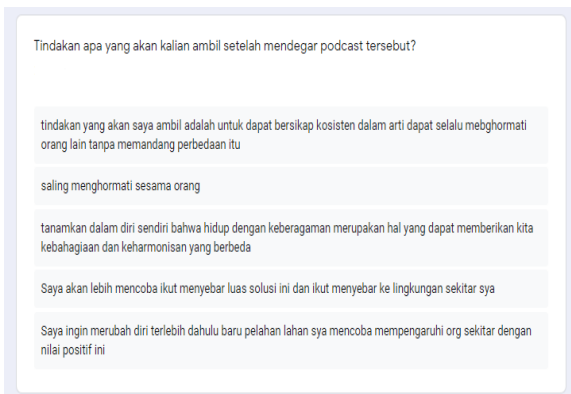 Tindakan apa yang akan kalian ambil setelah mendegar podcast tersebut?
tindakan yang akan saya ambil adalah untuk dapat bersikap kosisten dalam arti dapat selalu mebghormati
orang lain tanpa memandang perbedaan itu
saling menghormati sesama orang
tanamkan dalam diri sendiri bahwa hidup dengan keberagaman merupakan hal yang dapat memberikan kita
kebahagiaan dan keharmonisan yang berbeda
Saya akan lebih mencoba ikut menyebar luas solusi ini dan ikut menyebar ke lingkungan sekitar sya
Saya ingin merubah diri terlebih dahulu baru pelahan lahan sya mencoba mempengaruhi org sekitar dengan
nilai positif ini